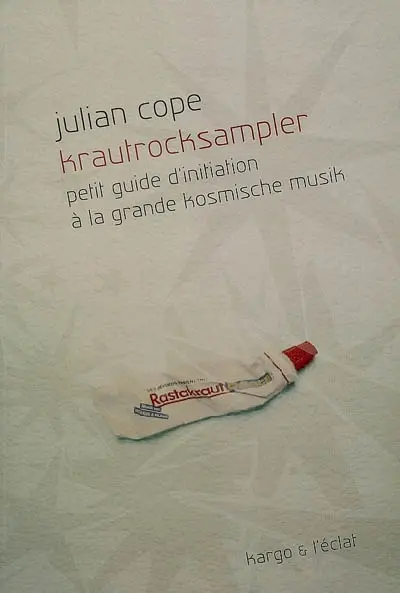 julian cope
krautrocksampler
petit guide d'initiation
à la grande kosmische musik
Rastakraut
kargo & l'éclat